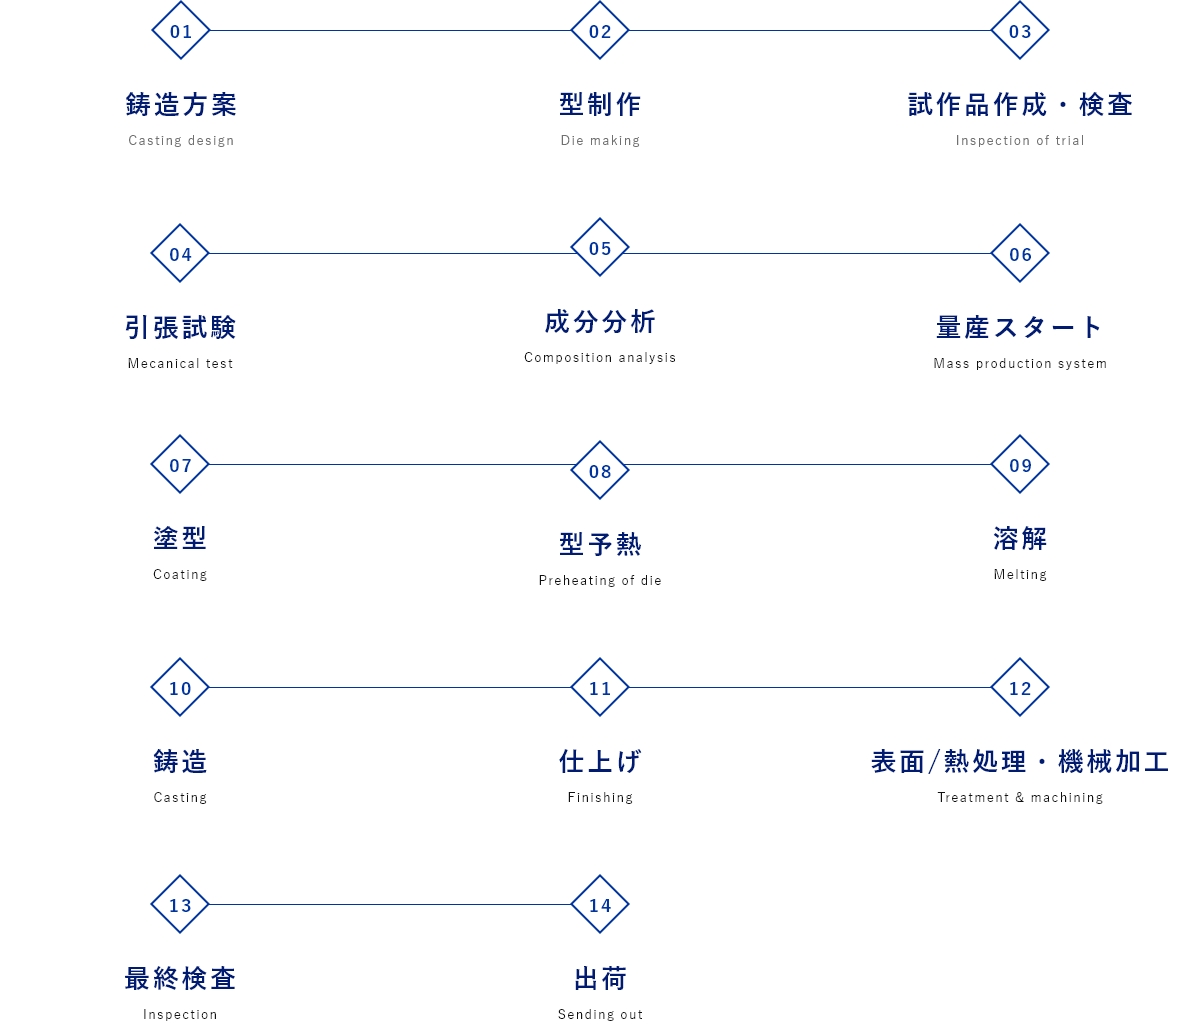 01
02
03
鋳造方案
型制作
試作品作成・検査
Casting design
Die making
Inspection of trial
04
05
06
引張試験
成分分析
量産スタート
Mecanical test
Composition analysis
Mass production system
07
08
09
塗型
型予熱
溶解
Coating
Preheating of die
Melting
10
11
12
鋳造
仕上げ
表面/熱処理・機械加工
Casting
Finishing
Treatment & machining
13
14
最終検査
出荷
Inspection
Sending out